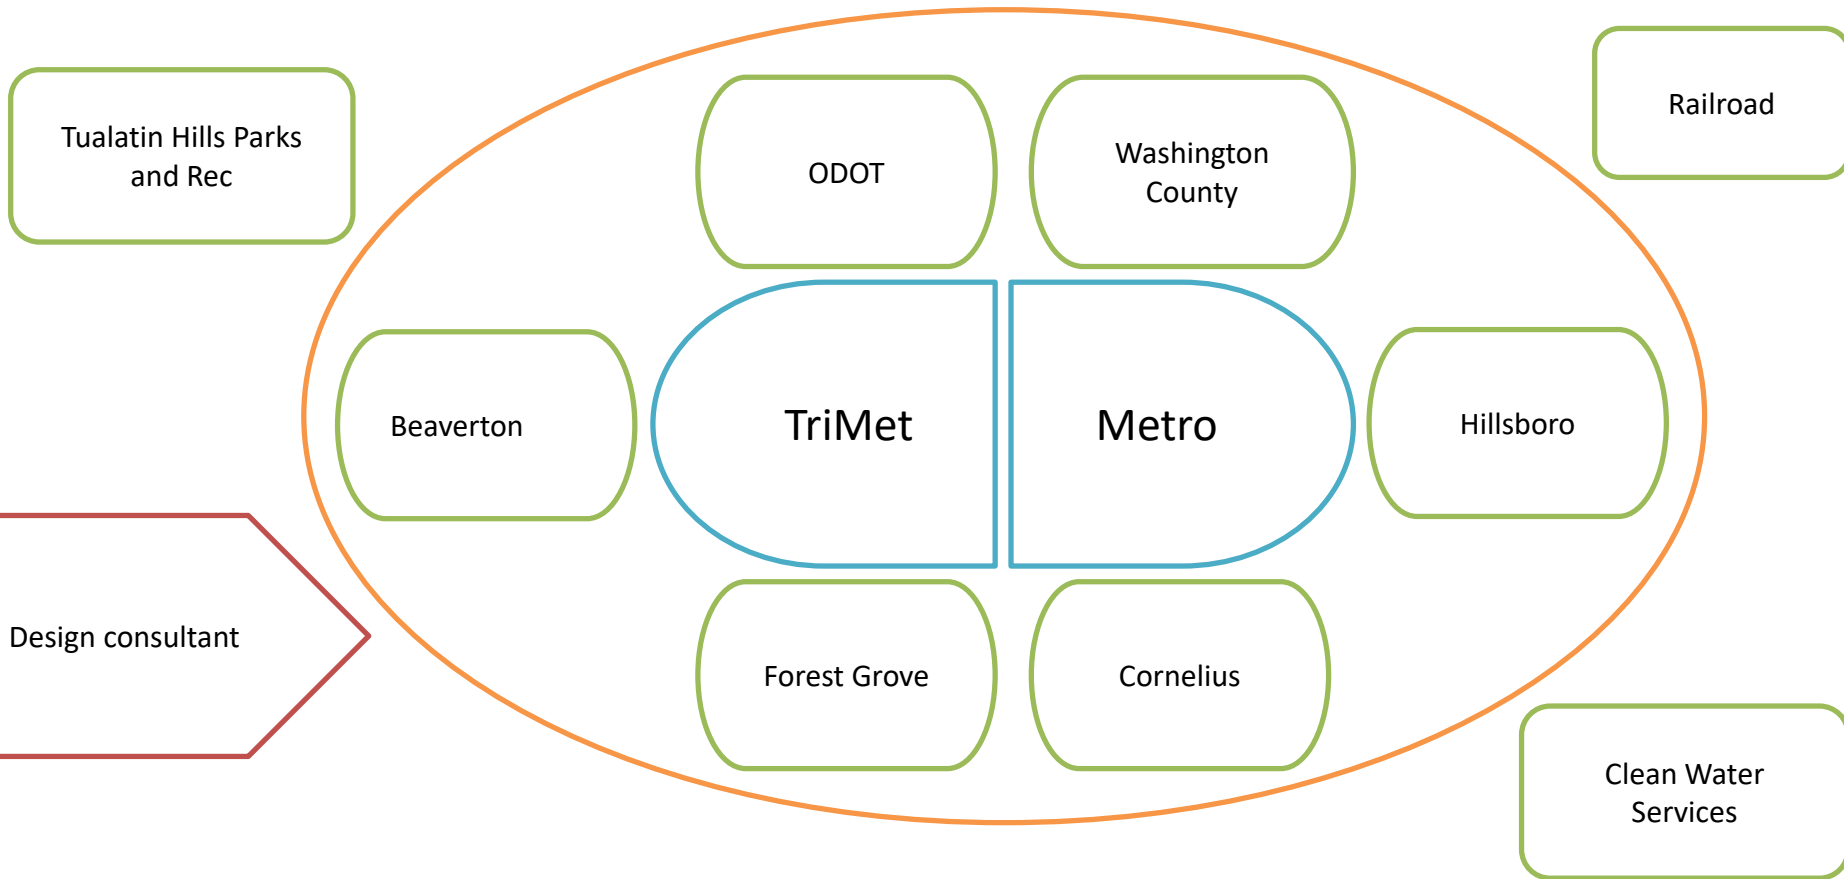 Tualatin Hills Parks
and Rec
ODOT
Washington
County
Railroad
Beaverton
TriMet
Metro
Hillsboro
Design consultant
Forest Grove
Cornelius
Clean Water
Services